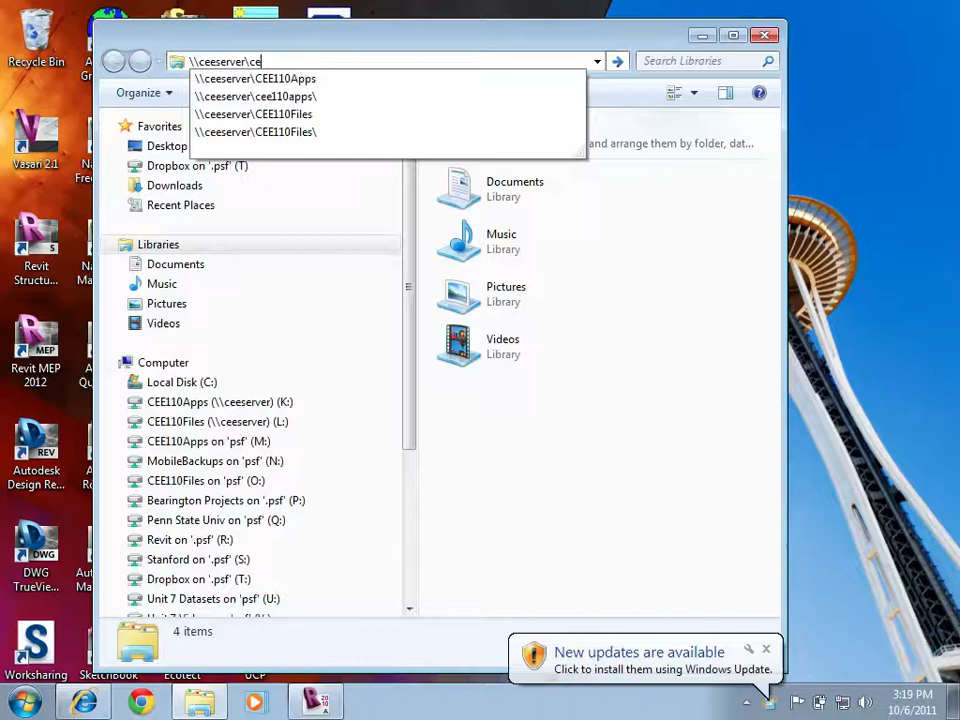 Recycle Bin
\\ceeserver\ce
Search Libraries
\\ceeserver\CEE110Apps
\\ceeserver\cee110apps\
\\ceeserver\CEE110Files
\\ceeserver\CEE110Files\
Organize
and arrange them by folder, dat...
Favorites
Desktop
Dropbox on '.psf' (T)
Downloads
Recent Places
Libraries
Documents
Music
Pictures
Videos
Computer
Local Disk (C:)
CEE110Apps (\\ceeserver) (K:)
CEE110Files (\\ceeserver) (L:)
CEE110Apps on 'psf' (M:)
MobileBackups on 'psf' (N:)
CEE110Files on 'psf' (O:)
Bearington Projects on '.psf' (P:)
Penn State Univ on 'psf' (Q:)
Revit on '.psf' (R:)
Stanford on '.psf' (S:)
Dropbox on '.psf' (T:)
Unit 7 Datasets on 'psf' (U:)
Documents
Library
Music
Library
Pictures
Library
Videos
Library
4 items
Vasari 2.1
Revit
Structu...
Revit MEP
2012
Autodesk
Design Re...
DWG
TrueView...
Worksharing
SketchBook
Ecotect
UCP
New updates are available
Click to install them using Windows Update.
3:19 PM
10/6/2011